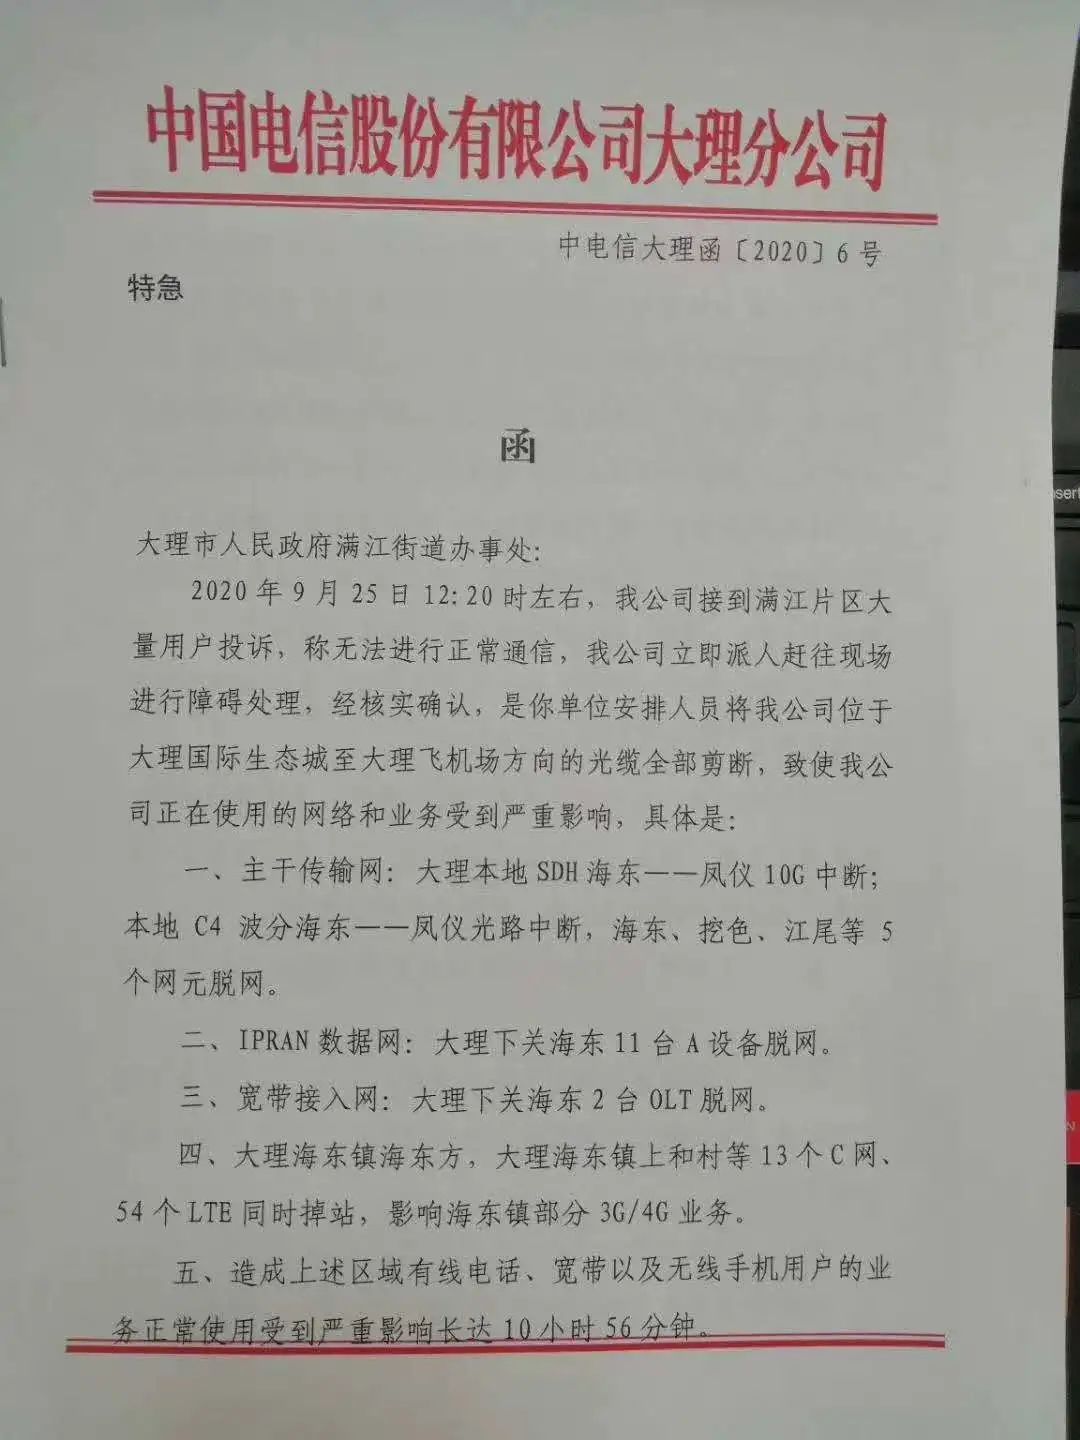 中国电信股份有限公司大理分公司
中电信大理函〔2020〕6号
特急
函
大理市人民政府满江街道办事处：
2020年9月25日12:20时左右，我公司接到满江片区大
量用户投诉，称无法进行正常通信，我公司立即派人赶往现场
进行障碍处理，经核实确认，是你单位安排人员将我公司位于
大理国际生态城至大理飞机场方向的光缆全部剪断，致使我公
司正在使用的网络和业务受到严重影响，具体是：
一、主干传输网：大理本地SDH海东——凤仪10G中断；
本地 C4 波分海东——凤仪光路中断，海东、挖色、江尾等 5
个网元脱网。
二、IPRAN数据网：大理下关海东11台A设备脱网。
三、宽带接入网：大理下关海东2台OLT脱网。
四、大理海东镇海东方，大理海东镇上和村等13个C网、
54个LTE同时掉站，影响海东镇部分3G/4G业务。
五、造成上述区域有线电话、宽带以及无线手机用户的业
务正常使用受到严重影响长达10小时56分钟。
nsert
N